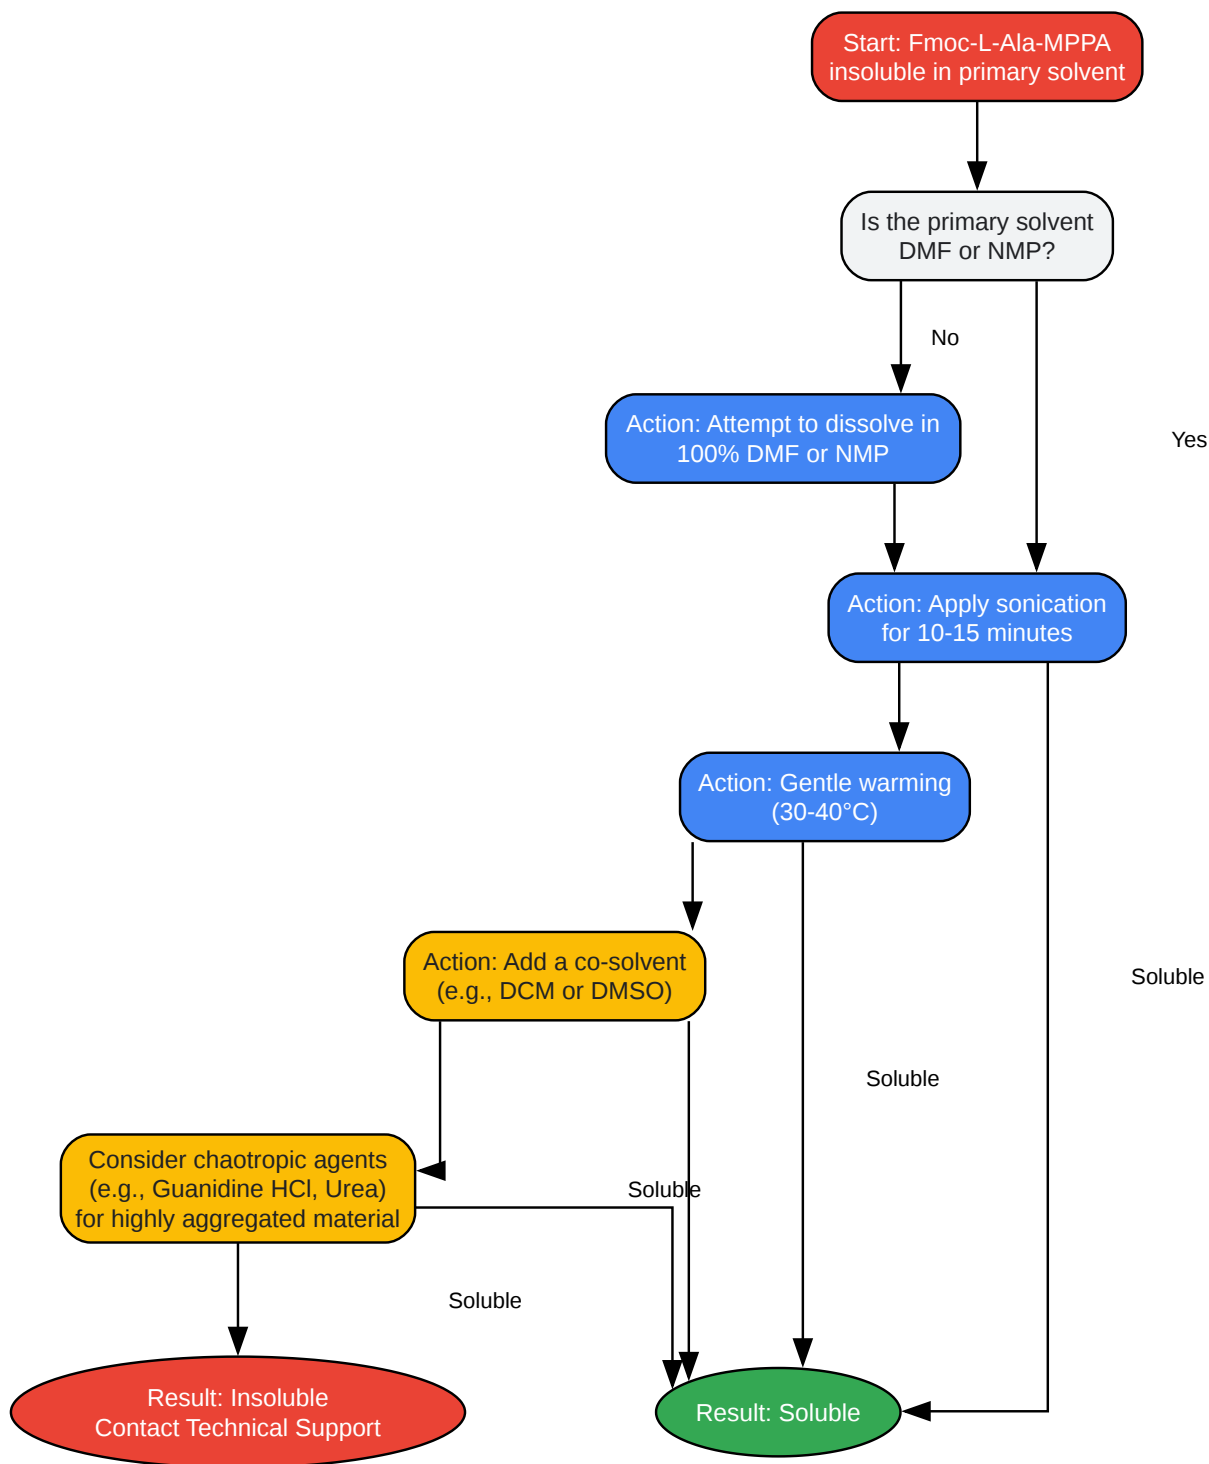 Start: Fmoc-L-Ala-MPPA
insoluble in primary solvent
Is the primary solvent
DMF or NMP?
No
Action: Attempt to dissolve in
100% DMF or NMP
Yes
Action: Apply sonication
for 10-15 minutes
Action: Gentle warming
(30-40°C)
Action: Add a co-solvent
(e.g., DCM or DMSO)
Soluble
Soluble
Consider chaotropic agents
(e.g., Guanidine HCl, Urea)
for highly aggregated material
Soluble
Soluble
Result: Insoluble
Contact Technical Support
Result: Soluble